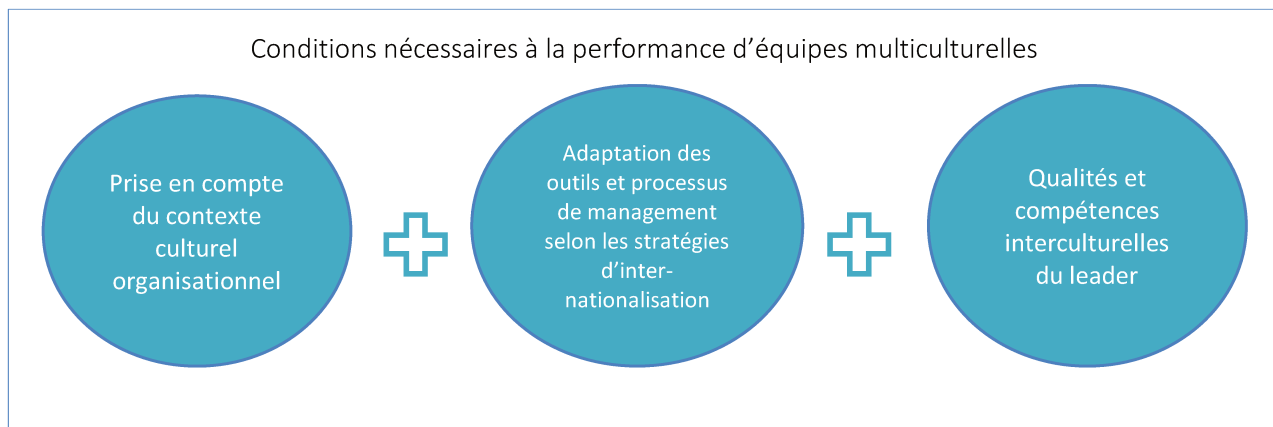 Conditions nécessaires à la performance d’équipes multiculturelles
Prise en compte
du contexte
culturel
organisationnel
Adaptation des
outils et processus
de management
selon les stratégies
d’inter-
nationalisation
Qualités et
compétences
interculturelles
du leader